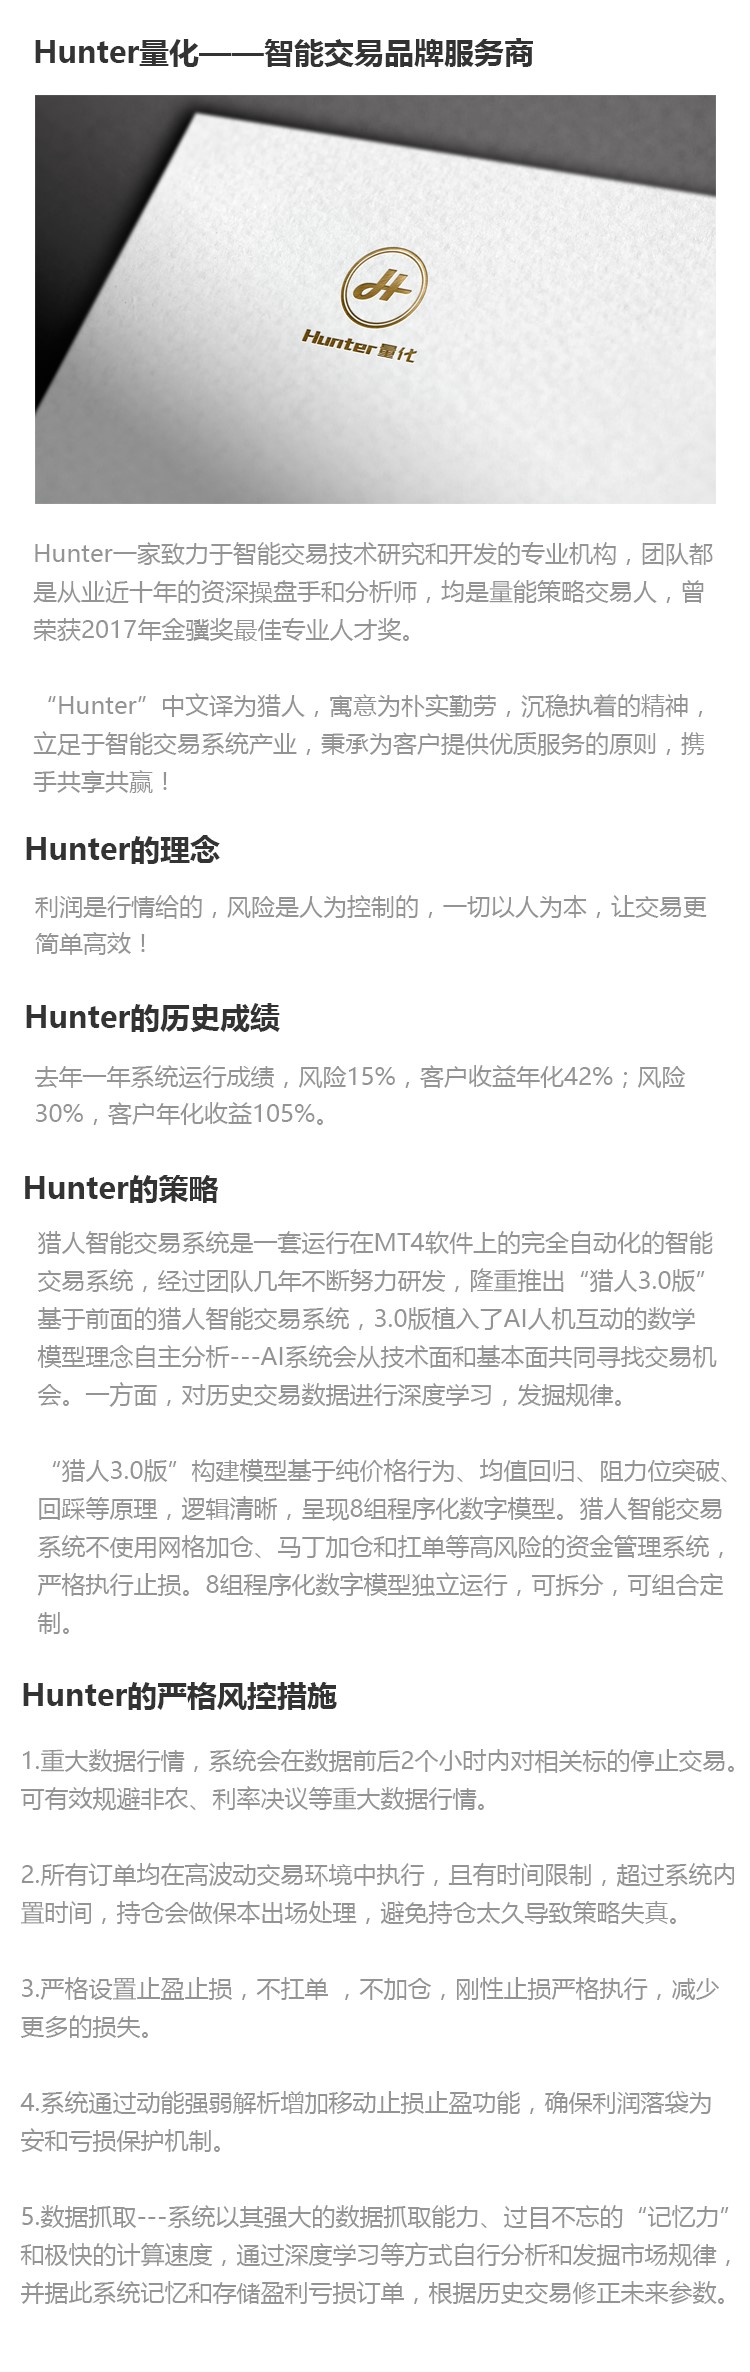 Hunter量化——智能交易品牌服务商
Hunter量化
Hunter一家致力于智能交易技术研究和开发的专业机构，团队都
是从业近十年的资深操盘手和分析师，均是量能策略交易人，曾
荣获2017年金骥奖最佳专业人才奖。
“Hunter”中文译为猎人，寓意为朴实勤劳，沉稳执着的精神，
立足于智能交易系统产业，秉承为客户提供优质服务的原则，携
手共享共赢！
Hunter的理念
利润是行情给的，风险是人为控制的，一切以人为本，让交易更
简单高效！
Hunter的历史成绩
去年一年系统运行成绩，风险15%，客户收益年化42%；风险
30%，客户年化收益105%。
Hunter的策略
猎人智能交易系统是一套运行在MT4软件上的完全自动化的智能
交易系统，经过团队几年不断努力研发，隆重推出“猎人3.0版”
基于前面的猎人智能交易系统，3.0版植入了AI人机互动的数学
模型理念自主分析---AI系统会从技术面和基本面共同寻找交易机
会。一方面，对历史交易数据进行深度学习，发掘规律。
“猎人3.0版”构建模型基于纯价格行为、均值回归、阻力位突破、
回踩等原理，逻辑清晰，呈现8组程序化数字模型。猎人智能交易
系统不使用网格加仓、马丁加仓和扛单等高风险的资金管理系统，
严格执行止损。8组程序化数字模型独立运行，可拆分，可组合定
制。
Hunter的严格风控措施
1.重大数据行情，系统会在数据前后2个小时内对相关标的停止交易。
可有效规避非农、利率决议等重大数据行情。
2.所有订单均在高波动交易环境中执行，且有时间限制，超过系统内
置时间，持仓会做保本出场处理，避免持仓太久导致策略失真。
3.严格设置止盈止损，不扛单 ，不加仓，刚性止损严格执行，减少
更多的损失。
4.系统通过动能强弱解析增加移动止损止盈功能，确保利润落袋为
安和亏损保护机制。
5.数据抓取---系统以其强大的数据抓取能力、过目不忘的“记忆力”
和极快的计算速度，通过深度学习等方式自行分析和发掘市场规律，
并据此系统记忆和存储盈利亏损订单，根据历史交易修正未来参数。